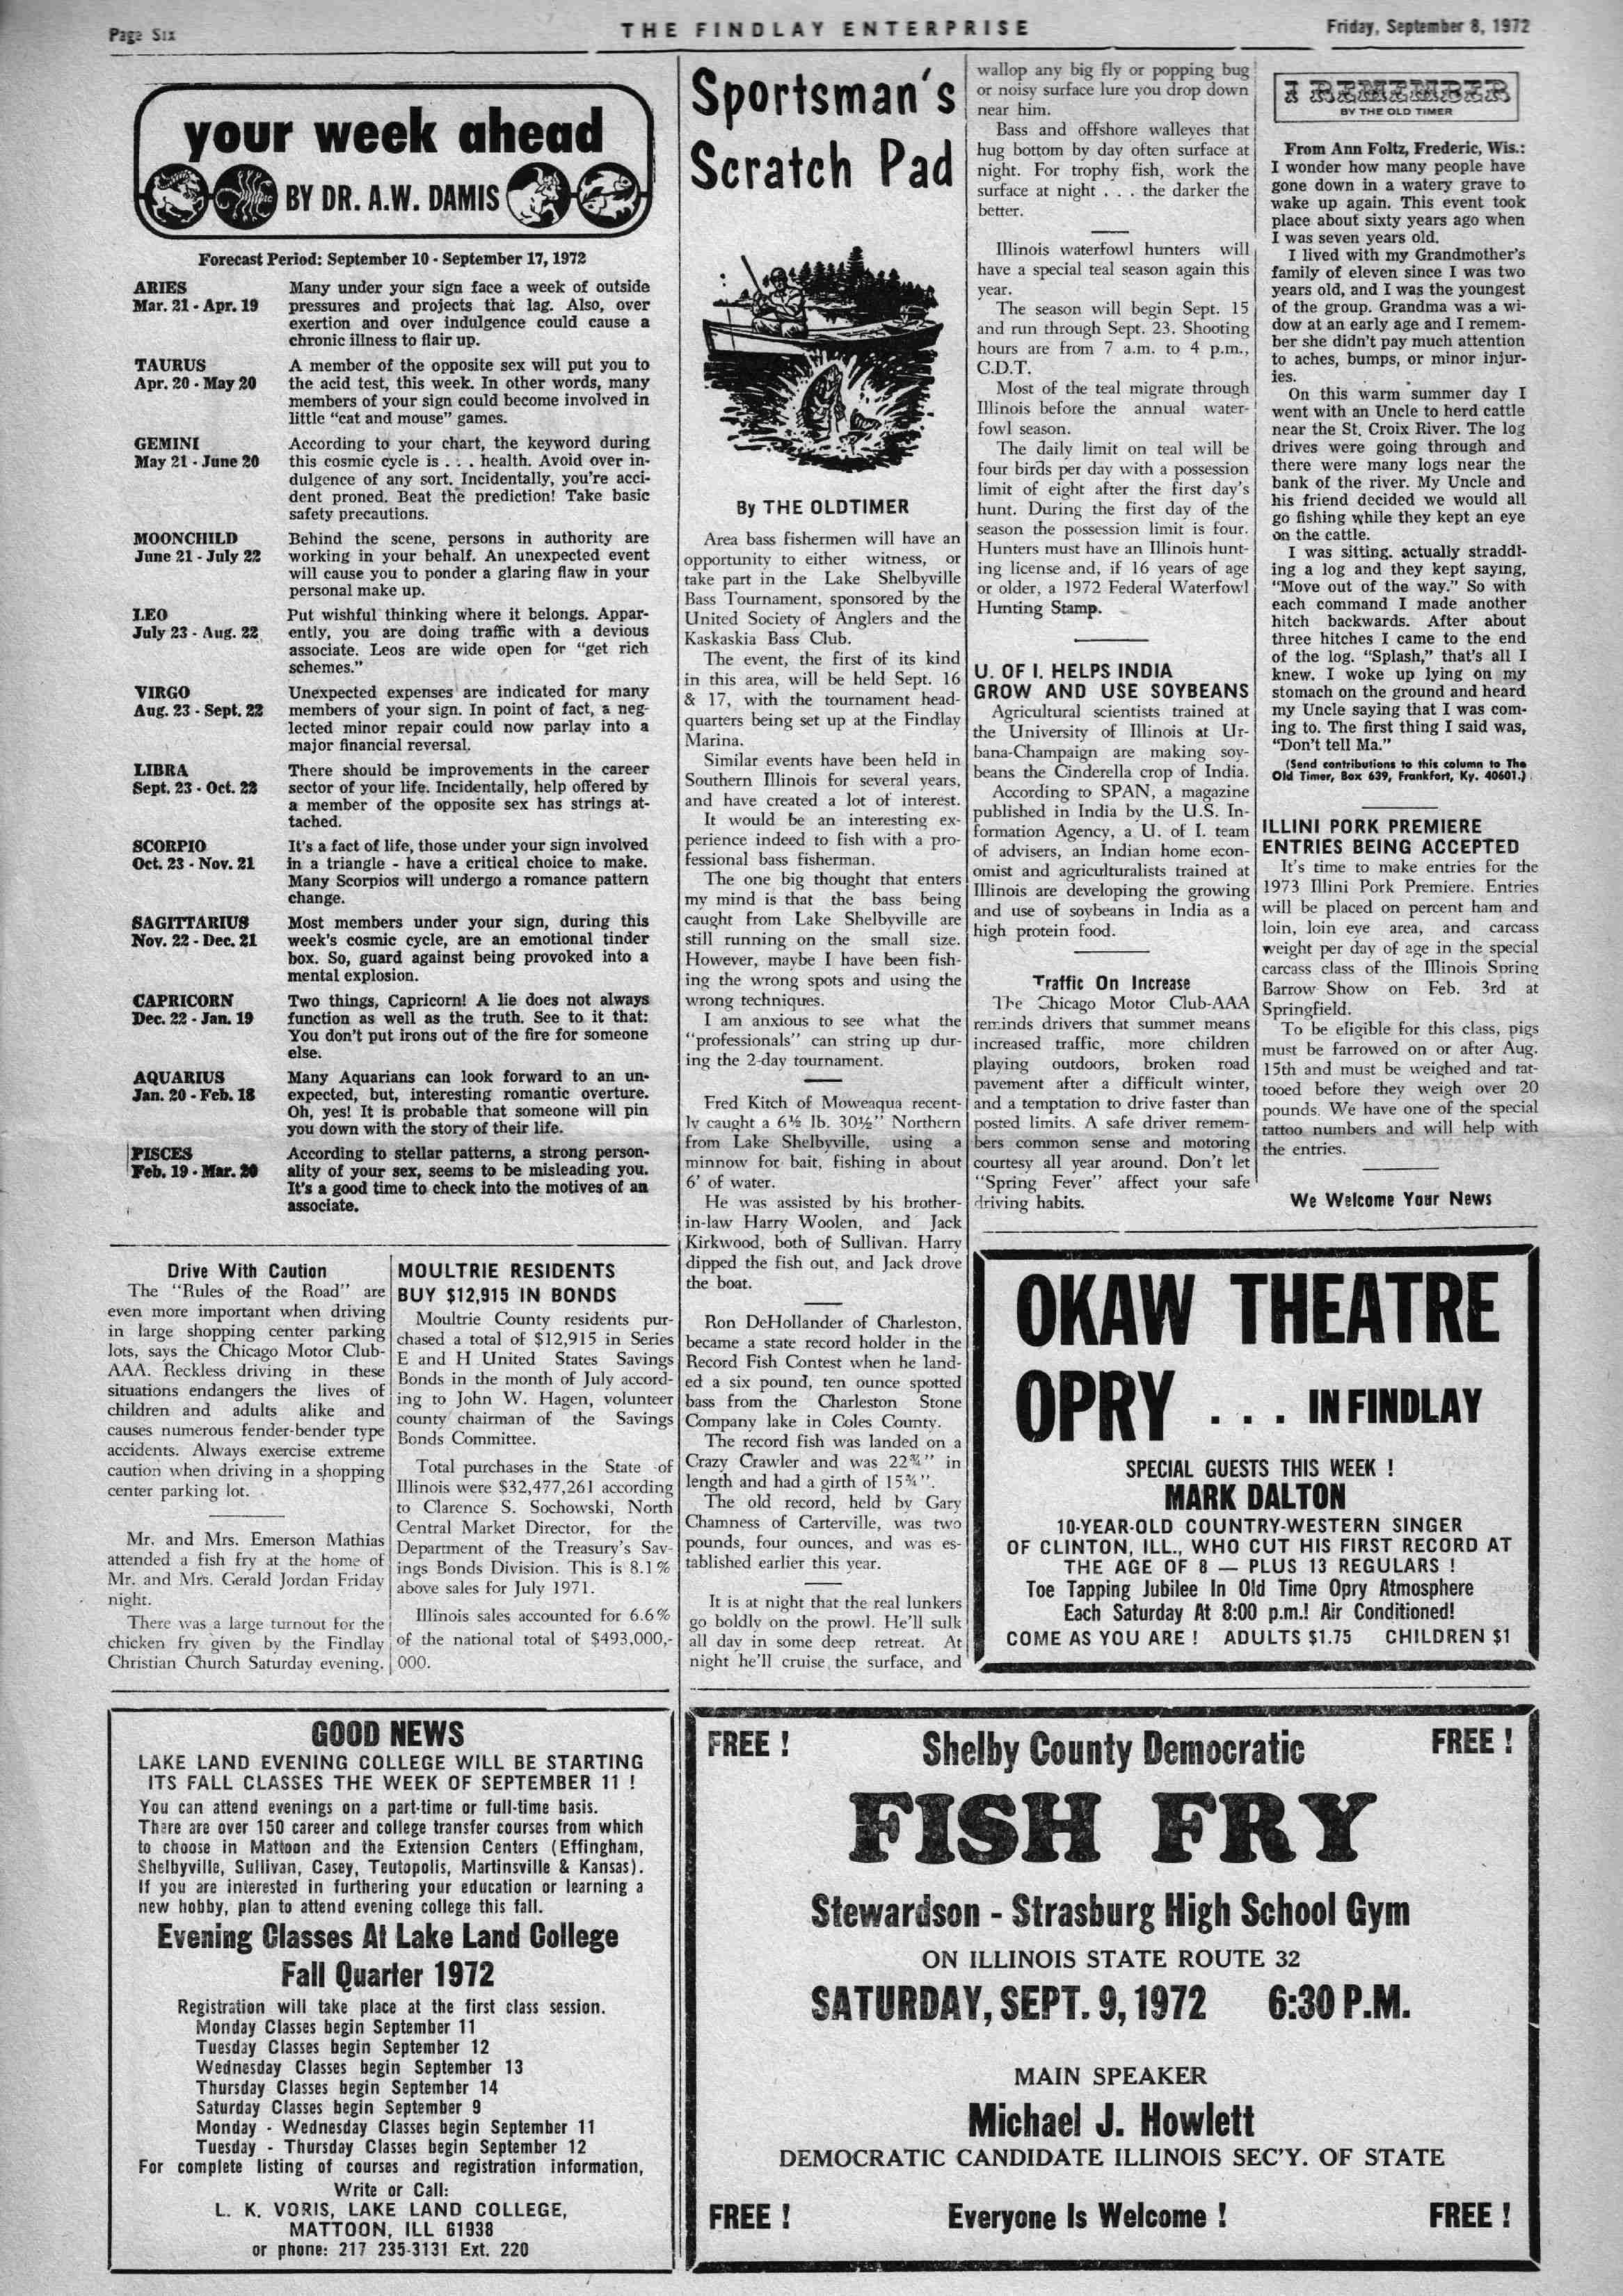 Page Six
THE FINDLAY ENTERPRISE
Friday, September 8, 1972
your week ahead
BY DR. A.W. DAMIS
Forecast Period: September 10 - September 17, 1972
ARIES
Mar. 21 - Apr. 19
Many under your sign face a week of outside
pressures and projects that lag. Also, over
exertion and over indulgence could cause a
chronic illness to flair up.
TAURUS
Apr. 20 - May 20
A member of the opposite sex will put you to
the acid test, this week. In other words, many
members of your sign could become involved in
little "cat and mouse" games.
GEMINI
May 21 - June 20
According to your chart, the keyword during
this cosmic cycle is . . . health. Avoid over in-
dulgence of any sort. Incidentally, you're acci-
dent proned. Beat the prediction! Take basic
safety precautions.
MOONCHILD
June 21 - July 22
Behind the scene, persons in authority are
working in your behalf. An unexpected event
will cause you to ponder a glaring flaw in your
personal make up.
LEO
July 23 - Aug. 22
Put wishful thinking where it belongs. Appar-
ently, you are doing traffic with a devious
associate. Leos are wide open for "get rich
schemes."
VIRGO
Aug. 23 - Sept. 22
Unexpected expenses are indicated for many
members of your sign. In point of fact, a neg-
lected minor repair could now parlay into a
major financial reversal.
LIBRA
Sept. 23 - Oct. 22
There should be improvements in the career
sector of your life. Incidentally, help offered by
a member of the opposite sex has strings at-
tached.
SCORPIO
Oct. 23 - Nov. 21
It's a fact of life, those under your sign involved
in a triangle - have a critical choice to make.
Many Scorpios will undergo a romance pattern
change.
SAGITTARIUS
Nov. 22 - Dec. 21
Most members under your sign, during this
week's cosmic cycle, are an emotional tinder
box. So, guard against being provoked into a
mental explosion.
CAPRICORN
Dec. 22 - Jan. 19
Two things, Capricorn! A lie does not always
function as well as the truth. See to it that:
You don't put irons out of the fire for someone
else.
AQUARIUS
Jan. 20 - Feb. 18
Many Aquarians can look forward to an un-
expected, but, interesting romantic overture.
Oh, yes! It is probable that someone will pin
you down with the story of their life.
PISCES
Feb. 19 - Mar. 20
According to stellar patterns, a strong person-
ality of your sex, seems to be misleading you.
It's a good time to check into the motives of an
associate.
Drive With Caution
The "Rules of the Road" are
even more important when driving
in large shopping center parking
lots, says the Chicago Motor Club-
AAA. Reckless driving in these
situations endangers the lives of
children and adults alike and
causes numerous fender-bender type
accidents. Always exercise extreme
caution when driving in a shopping
center parking lot.
Mr. and Mrs. Emerson Mathias
attended a fish fry at the home of
Mr. and Mrs. Gerald Jordan Friday
night.
There was a large turnout for the
chicken fry given by the Findlay
Christian Church Saturday evening.
MOULTRIE RESIDENTS
BUY $12,915 IN BONDS
Moultrie County residents pur-
chased a total of $12,915 in Series
E and H United States Savings
Bonds in the month of July accord-
ing to John W. Hagen, volunteer
county chairman of the Savings
Bonds Committee.
Total purchases in the State of
Illinois were $32,477,261 according
to Clarence S. Sochowski, North
Central Market Director, for the
Department of the Treasury's Sav-
ings Bonds Division. This is 8.1%
above sales for July 1971.
Illinois sales accounted for 6.6%
of the national total of $493,000,-
000.
GOOD NEWS
LAKE LAND EVENING COLLEGE WILL BE STARTING
ITS FALL CLASSES THE WEEK OF SEPTEMBER 11 !
You can attend evenings on a part-time or full-time basis.
There are over 150 career and college transfer courses from which
to choose in Mattoon and the Extension Centers (Effingham,
Shelbyville, Sullivan, Casey, Teutopolis, Martinsville & Kansas).
If you are interested in furthering your education or learning a
new hobby, plan to attend evening college this fall.
Evening Classes At Lake Land College
Fall Quarter 1972
Registration will take place at the first class session.
Monday Classes begin September 11
Tuesday Classes begin September 12
Wednesday Classes begin September 13
Thursday Classes begin September 14
Saturday Classes begin September 9
Monday - Wednesday Classes begin September 11
Tuesday - Thursday Classes begin September 12
For complete listing of courses and registration information,
Write or Call:
L. K. VORIS, LAKE LAND COLLEGE,
MATTOON, ILL 61938
or phone: 217 235-3131 Ext. 220
Sportsman's
Scratch Pad
By THE OLDTIMER
Area bass fishermen will have an
opportunity to either witness, or
take part in the Lake Shelbyville
Bass Tournament, sponsored by the
United Society of Anglers and the
Kaskaskia Bass Club.
The event, the first of its kind
in this area, will be held Sept. 16
& 17, with the tournament head-
quarters being set up at the Findlay
Marina.
Similar events have been held in
Southern Illinois for several years,
and have created a lot of interest.
It would be an interesting ex-
perience indeed to fish with a pro-
fessional bass fisherman.
The one big thought that enters
my mind is that the bass being
caught from Lake Shelbyville are
still running on the small size.
However, maybe I have been fish-
ing the wrong spots and using the
wrong techniques.
I am anxious to see what the
"professionals" can string up dur-
ing the 2-day tournament.
Fred Kitch of Moweaqua recent-
ly caught a 6½ lb. 30½" Northern
from Lake Shelbyville, using a
minnow for bait, fishing in about
6' of water.
He was assisted by his brother-
in-law Harry Woolen, and Jack
Kirkwood, both of Sullivan. Harry
dipped the fish out, and Jack drove
the boat.
Ron DeHollander of Charleston,
became a state record holder in the
Record Fish Contest when he land-
ed a six pound, ten ounce spotted
bass from the Charleston Stone
Company lake in Coles County.
The record fish was landed on a
Crazy Crawler and was 22¾" in
length and had a girth of 15¾".
The old record, held by Gary
Chamness of Carterville, was two
pounds, four ounces, and was es-
tablished earlier this year.
It is at night that the real lunkers
go boldly on the prowl. He'll sulk
all day in some deep retreat. At
night he'll cruise the surface, and
wallop any big fly or popping bug
or noisy surface lure you drop down
near him.
Bass and offshore walleyes that
hug bottom by day often surface at
night. For trophy fish, work the
surface at night . . . the darker the
better.
Illinois waterfowl hunters will
have a special teal season again this
year.
The season will begin Sept. 15
and run through Sept. 23. Shooting
hours are from 7 a.m. to 4 p.m.,
C.D.T.
Most of the teal migrate through
Illinois before the annual water-
fowl season.
The daily limit on teal will be
four birds per day with a possession
limit of eight after the first day's
hunt. During the first day of the
season the possession limit is four.
Hunters must have an Illinois hunt-
ing license and, if 16 years of age
or older, a 1972 Federal Waterfowl
Hunting Stamp.
U. OF I. HELPS INDIA
GROW AND USE SOYBEANS
Agricultural scientists trained at
the University of Illinois at Ur-
bana-Champaign are making soy-
beans the Cinderella crop of India.
According to SPAN, a magazine
published in India by the U.S. In-
formation Agency, a U. of I. team
of advisers, an Indian home econ-
omist and agriculturalists trained at
Illinois are developing the growing
and use of soybeans in India as a
high protein food.
Traffic On Increase
The Chicago Motor Club-AAA
reminds drivers that summer means
increased traffic, more children
playing outdoors, broken road
pavement after a difficult winter,
and a temptation to drive faster than
posted limits. A safe driver remem-
bers common sense and motoring
courtesy all year around. Don't let
"Spring Fever" affect your safe
driving habits.
I REMEMBER
BY THE OLD TIMER
From Ann Foltz, Frederic, Wis.:
I wonder how many people have
gone down in a watery grave to
wake up again. This event took
place about sixty years ago when
I was seven years old.
I lived with my Grandmother's
family of eleven since I was two
years old, and I was the youngest
of the group. Grandma was a wi-
dow at an early age and I remem-
ber she didn't pay much attention
to aches, bumps, or minor injur-
ies.
On this warm summer day I
went with an Uncle to herd cattle
near the St. Croix River. The log
drives were going through and
there were many logs near the
bank of the river. My Uncle and
his friend decided we would all
go fishing while they kept an eye
on the cattle.
I was sitting. actually straddl-
ing a log and they kept saying,
"Move out of the way." So with
each command I made another
hitch backwards. After about
three hitches I came to the end
of the log. "Splash," that's all I
knew. I woke up lying on my
stomach on the ground and heard
my Uncle saying that I was com-
ing to. The first thing I said was,
"Don't tell Ma."
(Send contributions to this column to The
Old Timer, Box 639, Frankfort, Ky. 40601.)
ILLINI PORK PREMIERE
ENTRIES BEING ACCEPTED
It's time to make entries for the
1973 Illini Pork Premiere. Entries
will be placed on percent ham and
loin, loin eye area, and carcass
weight per day of age in the special
carcass class of the Illinois Spring
Barrow Show on Feb. 3rd at
Springfield.
To be eligible for this class, pigs
must be farrowed on or after Aug.
15th and must be weighed and tat-
tooed before they weigh over 20
pounds. We have one of the special
tattoo numbers and will help with
the entries.
We Welcome Your News
OKAW THEATRE
OPRY . . . IN FINDLAY
SPECIAL GUESTS THIS WEEK !
MARK DALTON
10-YEAR-OLD COUNTRY-WESTERN SINGER
OF CLINTON, ILL., WHO CUT HIS FIRST RECORD AT
THE AGE OF 8 — PLUS 13 REGULARS !
Toe Tapping Jubilee In Old Time Opry Atmosphere
Each Saturday At 8:00 p.m.! Air Conditioned!
COME AS YOU ARE ! ADULTS $1.75 CHILDREN $1
FREE ! Shelby County Democratic FREE !
FISH FRY
Stewardson - Strasburg High School Gym
ON ILLINOIS STATE ROUTE 32
SATURDAY, SEPT. 9, 1972 6:30 P.M.
MAIN SPEAKER
Michael J. Howlett
DEMOCRATIC CANDIDATE ILLINOIS SEC'Y. OF STATE
FREE ! Everyone Is Welcome ! FREE !